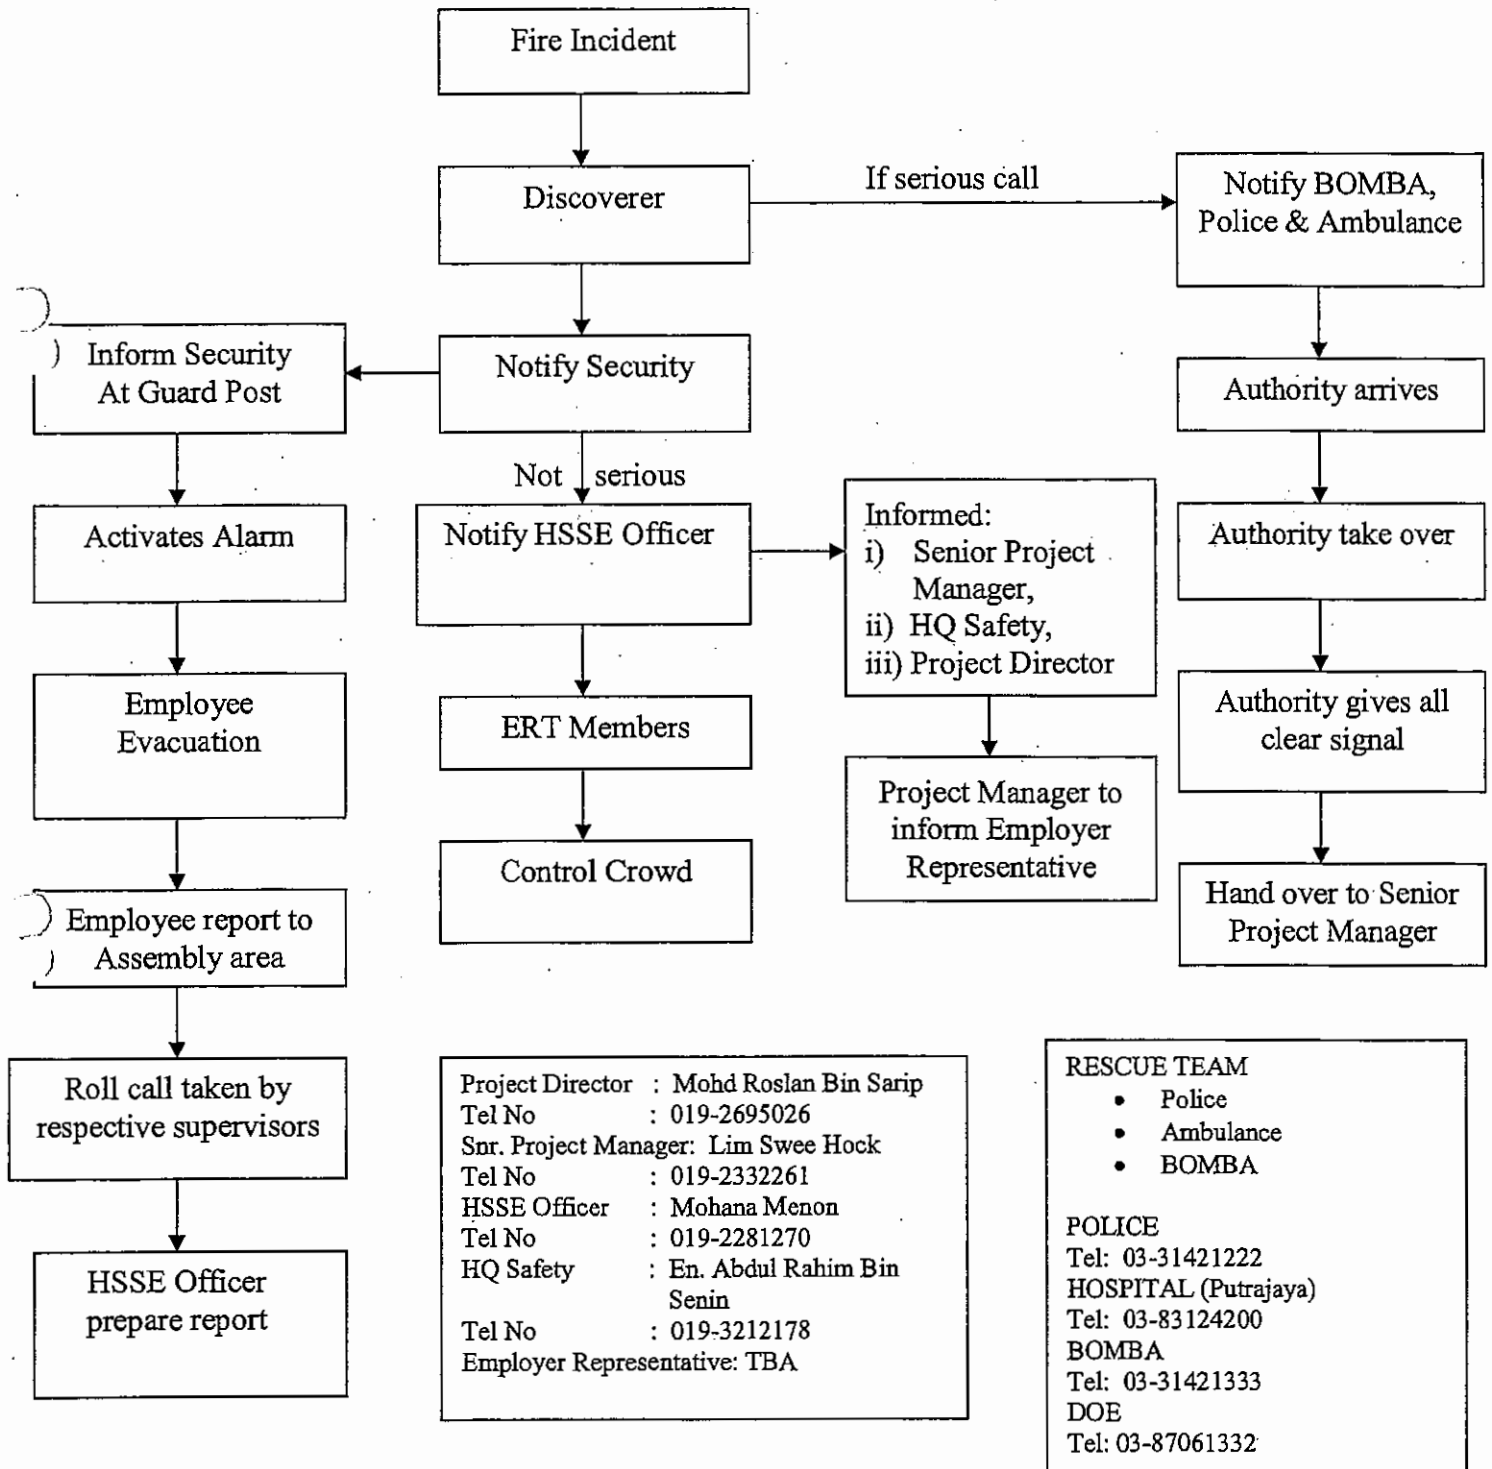 Fire Incident
Discoverer
If serious call
Notify BOMBA,
Police & Ambulance
Inform Security
At Guard Post
Notify Security
Authority arrives
Not serious
Activates Alarm
Notify HSSE Officer
Informed:
i) Senior Project
Manager,
ii) HQ Safety,
iii) Project Director
Authority take over
Employee
Evacuation
ERT Members
Authority gives all
clear signal
Project Manager to
inform Employer
Representative
Control Crowd
Employee report to
Assembly area
Hand over to Senior
Project Manager
Roll call taken by
respective supervisors
HSSE Officer
prepare report
Project Director : Mohd Roslan Bin Sarip
Tel No : 019-2695026
Snr. Project Manager: Lim Swee Hock
Tel No : 019-2332261
HSSE Officer : Mohana Menon
Tel No : 019-2281270
HQ Safety : En. Abdul Rahim Bin
Senin
Tel No : 019-3212178
Employer Representative: TBA
RESCUE TEAM
• Police
• Ambulance
• BOMBA
POLICE
Tel: 03-31421222
HOSPITAL (Putrajaya)
Tel: 03-83124200
BOMBA
Tel: 03-31421333
DOE
Tel: 03-87061332